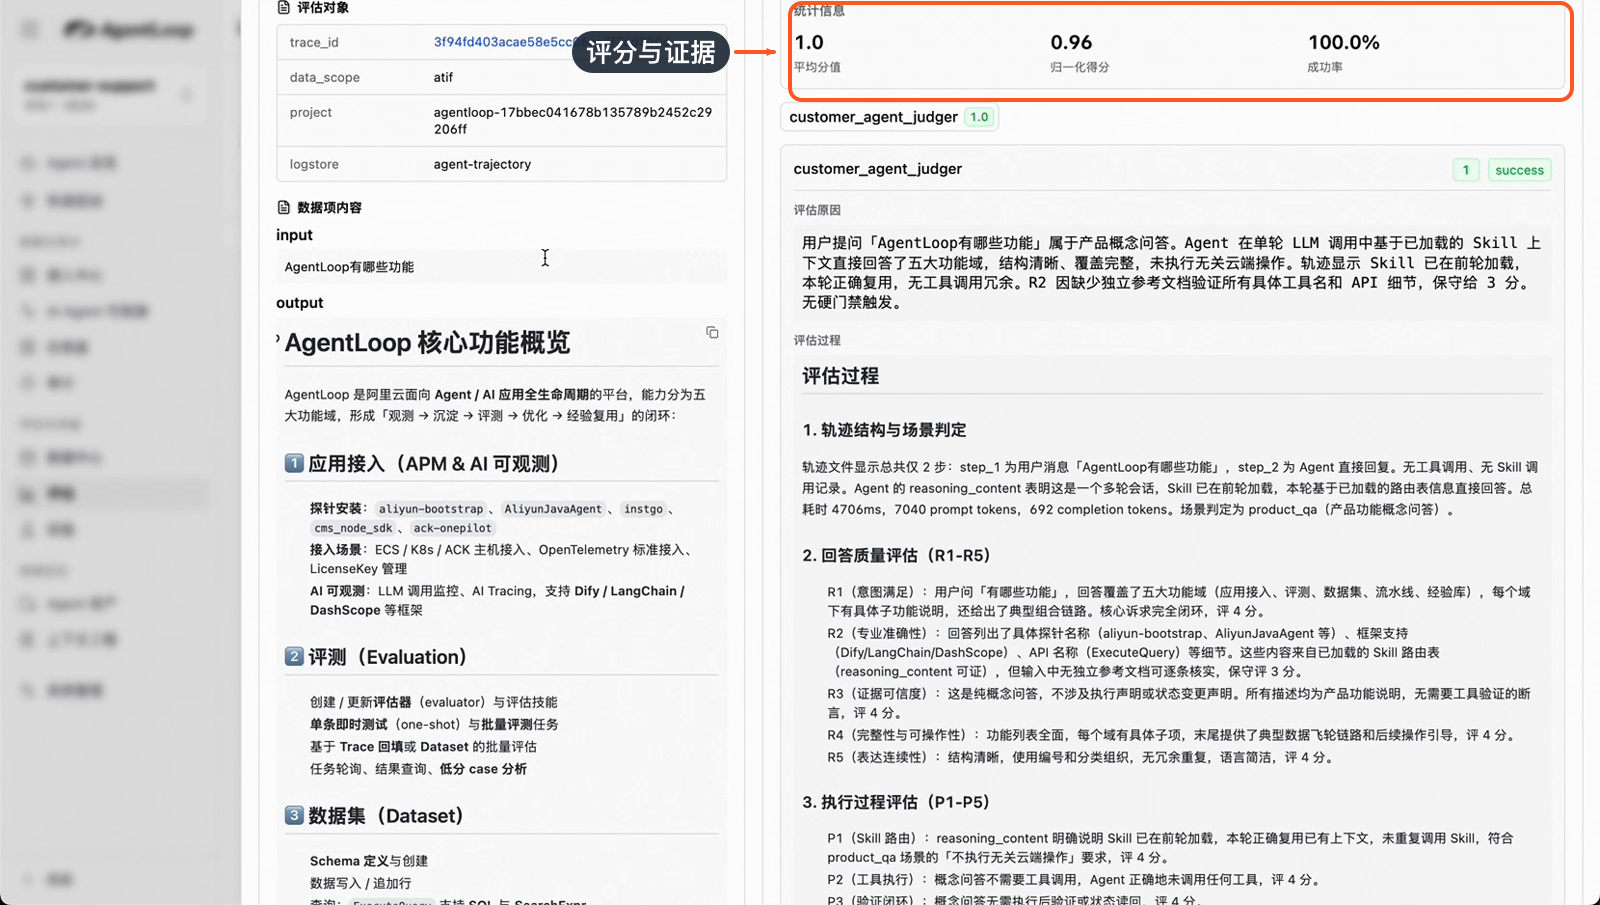 AgentLoop
customer-support
评估对象
trace_id
3f94fd403acae58e5cc
data_scope
atif
project
agentloop-17bbec041678b135789b2452c29
206ff
logstore
agent-trajectory
数据项内容
input
AgentLoop有哪些功能
output
AgentLoop 核心功能概览
AgentLoop 是阿里云面向 Agent / AI 应用全生命周期的平台，能力分为五
大功能域，形成「观测 → 沉淀 → 评测 → 优化 → 经验复用」的闭环：
1 应用接入（APM & AI 可观测）
探针安装：aliyun-bootstrap、AliyunJavaAgent、instgo、
cms_node_sdk、ack-onepilot
接入场景：ECS / K8s / ACK 主机接入、OpenTelemetry 标准接入、
LicenseKey 管理
AI 可观测：LLM 调用监控、AI Tracing，支持 Dify / LangChain /
DashScope 等框架
2 评测（Evaluation）
创建 / 更新评估器（evaluator）与评估技能
单条即时测试（one-shot）与批量评测任务
基于 Trace 回填或 Dataset 的批量评估
任务轮询、结果查询、低分 case 分析
3 数据集（Dataset）
Schema 定义与创建
数据写入 / 追加行
查询：ExecuteQuery 支持 SQL 与 SearchExpr
评分与证据
统计信息
1.0
0.96
100.0%
平均分值
归一化得分
成功率
customer_agent_judger 1.0
customer_agent_judger
1
success
评估原因
用户提问「AgentLoop有哪些功能」属于产品概念问答。Agent 在单轮 LLM 调用中基于已加载的 Skill 上
下文直接回答了五大功能域，结构清晰、覆盖完整，未执行无关云端操作。轨迹显示 Skill 已在前轮加载，
本轮正确复用，无工具调用冗余。R2 因缺少独立参考文档验证所有具体工具名和 API 细节，保守给 3 分。
无硬门禁触发。
评估过程
评估过程
1. 轨迹结构与场景判定
轨迹文件显示总共仅 2 步：step_1 为用户消息「AgentLoop有哪些功能」，step_2 为 Agent 直接回复。无工具调用、无 Skill 调
用记录。Agent 的 reasoning_content 表明这是一个多轮会话，Skill 已在前轮加载，本轮基于已加载的路由表信息直接回答。总
耗时 4706ms，7040 prompt tokens，692 completion tokens。场景判定为 product_qa（产品功能概念问答）。
2. 回答质量评估（R1-R5）
R1（意图满足）：用户问「有哪些功能」，回答覆盖了五大功能域（应用接入、评测、数据集、流水线、经验库），每个域
下有具体子功能说明，还给出了典型组合链路。核心诉求完全闭环，评 4 分。
R2（专业准确性）：回答列出了具体探针名称（aliyun-bootstrap、AliyunJavaAgent 等）、框架支持
（Dify/LangChain/DashScope）、API 名称（ExecuteQuery）等细节。这些内容来自已加载的 Skill 路由表
（reasoning_content 可证），但输入中无独立参考文档可逐条核实，保守评 3 分。
R3（证据可信度）：这是纯概念问答，不涉及执行声明或状态变更声明。所有描述均为产品功能说明，无需要工具验证的断
言，评 4 分。
R4（完整性与可操作性）：功能列表全面，每个域有具体子项，末尾提供了典型数据飞轮链路和后续操作引导，评 4 分。
R5（表达连续性）：结构清晰，使用编号和分类组织，无冗余重复，语言简洁，评 4 分。
3. 执行过程评估（P1-P5）
P1（Skill 路由）：reasoning_content 明确说明 Skill 已在前轮加载，本轮正确复用已有上下文，未重复调用 Skill，符合
product_qa 场景的「不执行无关云端操作」要求，评 4 分。
P2（工具执行）：概念问答不需要工具调用，Agent 正确地未调用任何工具，评 4 分。
P3（验证闭环）：概念问答无需执行后验证或状态读回，评 4 分。